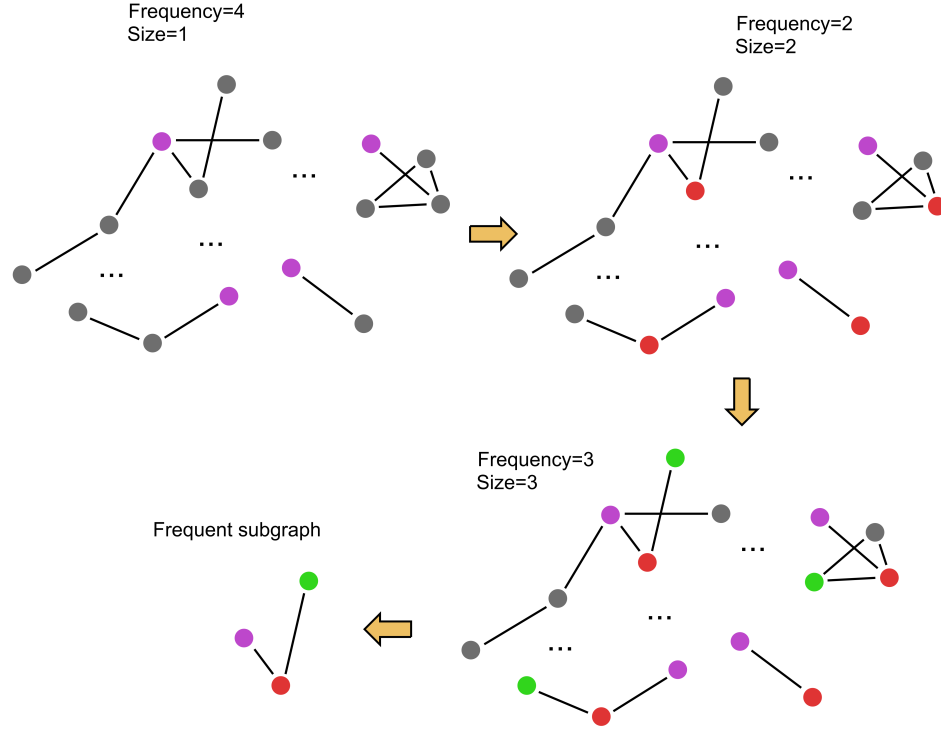 Frequency=4
Size=1
Frequency=2
Size=2
...
...
...
...
...
...
Frequency=3
Size=3
Frequent subgraph
...
...
...